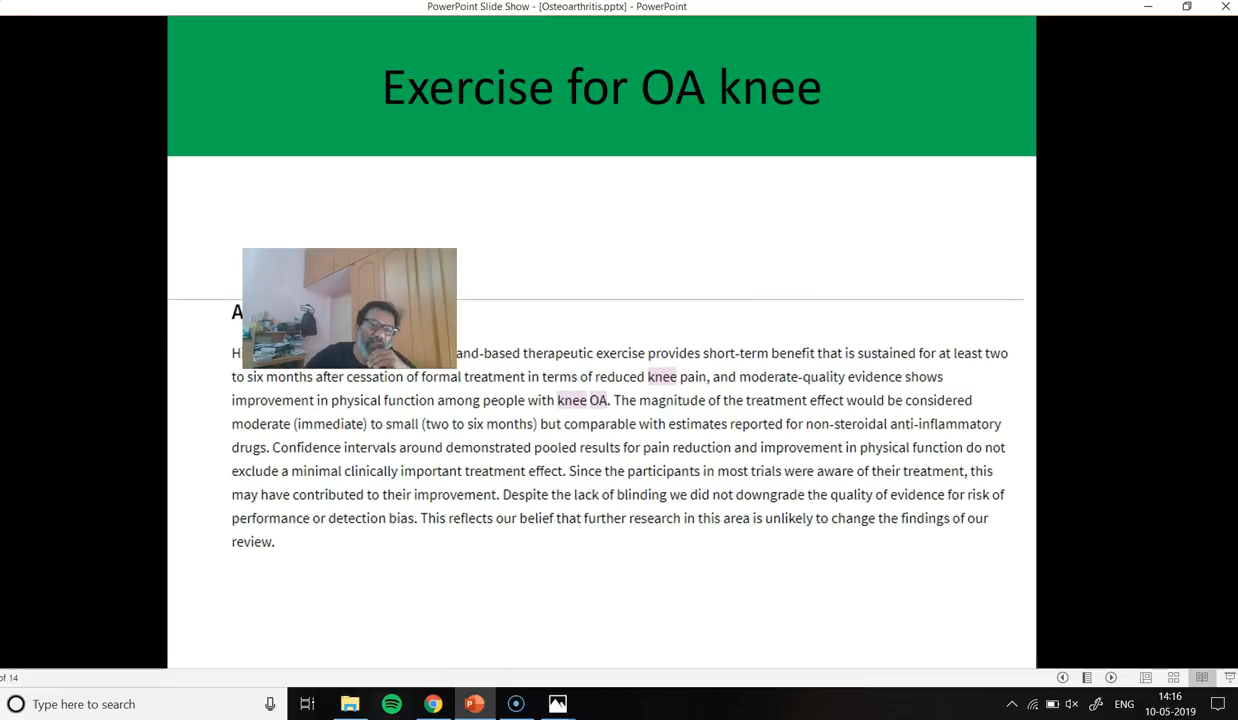 PowerPoint Slide Show - [Osteoarthritis.pptx] - PowerPoint
Exercise for OA knee
and-based therapeutic exercise provides short-term benefit that is sustained for at least two
to six months after cessation of formal treatment in terms of reduced knee pain, and moderate-quality evidence shows
improvement in physical function among people with knee OA. The magnitude of the treatment effect would be considered
moderate (immediate) to small (two to six months) but comparable with estimates reported for non-steroidal anti-inflammatory
drugs. Confidence intervals around demonstrated pooled results for pain reduction and improvement in physical function do not
exclude a minimal clinically important treatment effect. Since the participants in most trials were aware of their treatment, this
may have contributed to their improvement. Despite the lack of blinding we did not downgrade the quality of evidence for risk of
performance or detection bias. This reflects our belief that further research in this area is unlikely to change the findings of our
review.
of 14
Type here to search
ENG
14:16
10-05-2019